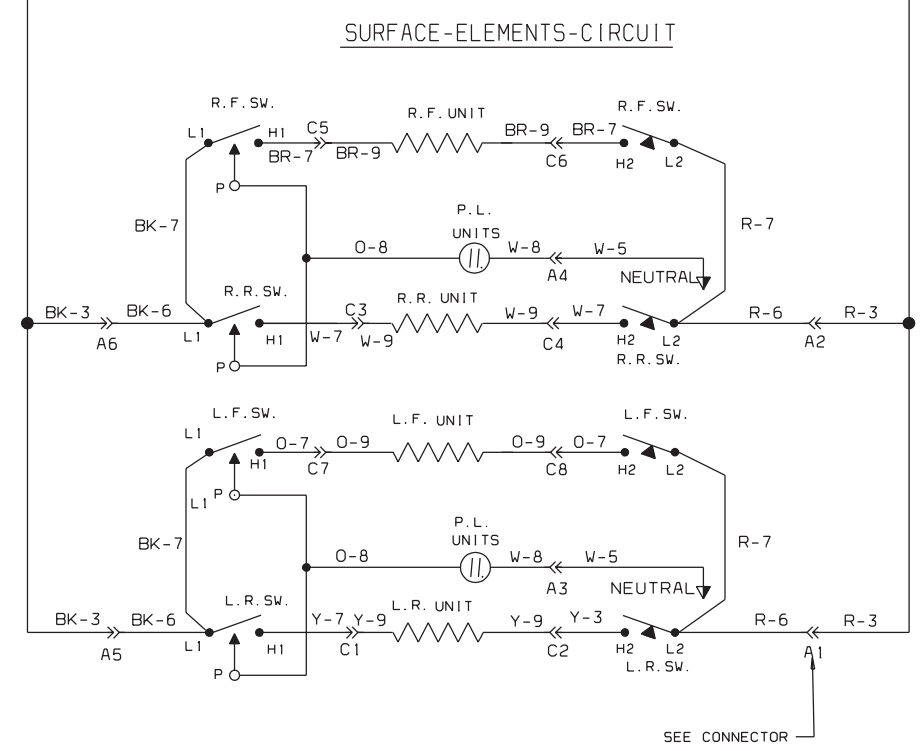 SURFACE-ELEMENTS-CIRCUIT
R.F.SW.
R.F.UNIT
R.F.SW.
L1
H1
C5
BR-7
BR-9
BR-9
BR-7
C6
H2
L2
P
BK-7
P.L.
UNITS
R-7
O-8
W-8
W-5
A4
NEUTRAL
R.R.SW.
R.R. UNIT
BK-3
BK-6
A6
L1
H1
C3
W-7
W-9
W-9
W-7
C4
H2
L2
R.R.SW.
R-6
R-3
A2
P
L.F.SW.
L.F. UNIT
L.F.SW.
L1
H1
O-7
O-9
C7
O-9
O-7
C8
H2
L2
L1
P
BK-7
P.L.
UNITS
R-7
O-8
W-8
W-5
A3
NEUTRAL
L.R.SW.
L.R. UNIT
BK-3
BK-6
A5
L1
H1
Y-7
Y-9
C1
Y-9
Y-3
C2
H2
L2
L.R.SW.
R-6
R-3
A1
P
SEE CONNECTOR